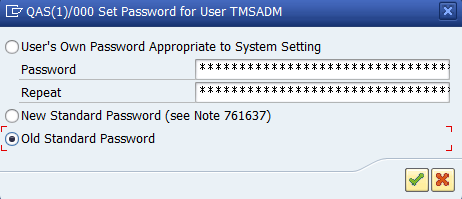 QAS(1)/000 Set Password for User TMSADM
User's Own Password Appropriate to System Setting
Password *********************************
Repeat *********************************
New Standard Password (see Note 761637)
Old Standard Password